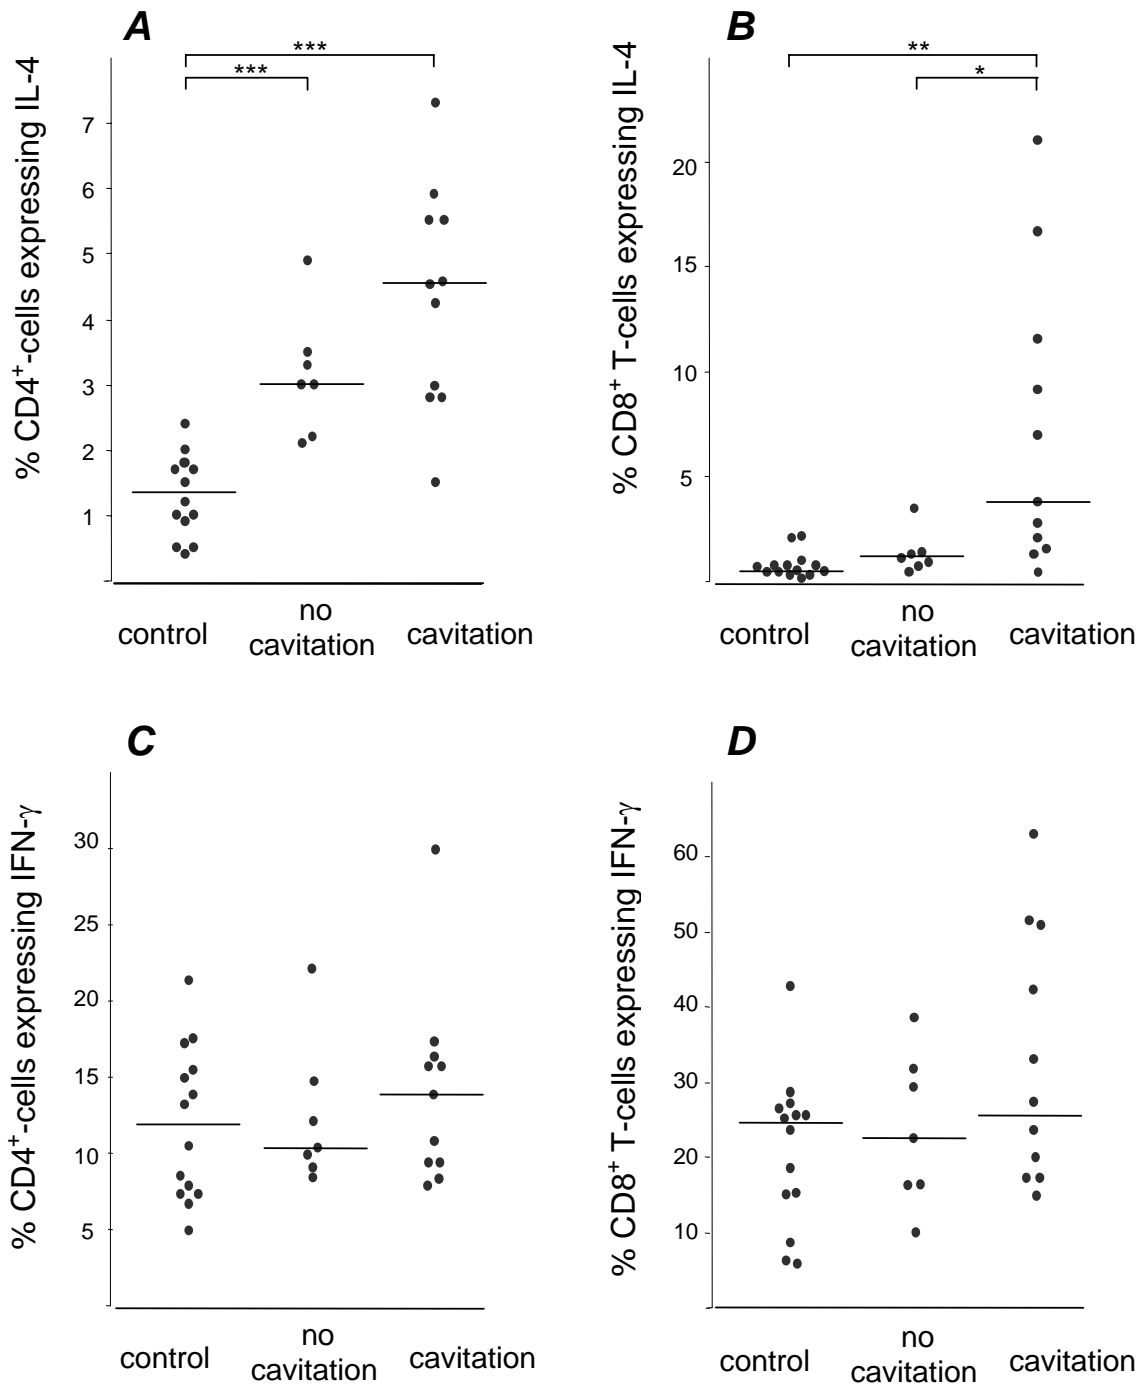 A
B
***
***
**
*
% CD4⁺-cells expressing IL-4
7
6
5
4
3
2
1
control
no
cavitation
cavitation
% CD8⁺ T-cells expressing IL-4
20
15
10
5
control
no
cavitation
cavitation
C
D
% CD4⁺-cells expressing IFN-γ
30
25
20
15
10
5
control
no
cavitation
cavitation
% CD8⁺ T-cells expressing IFN-γ
60
50
40
30
20
10
control
no
cavitation
cavitation